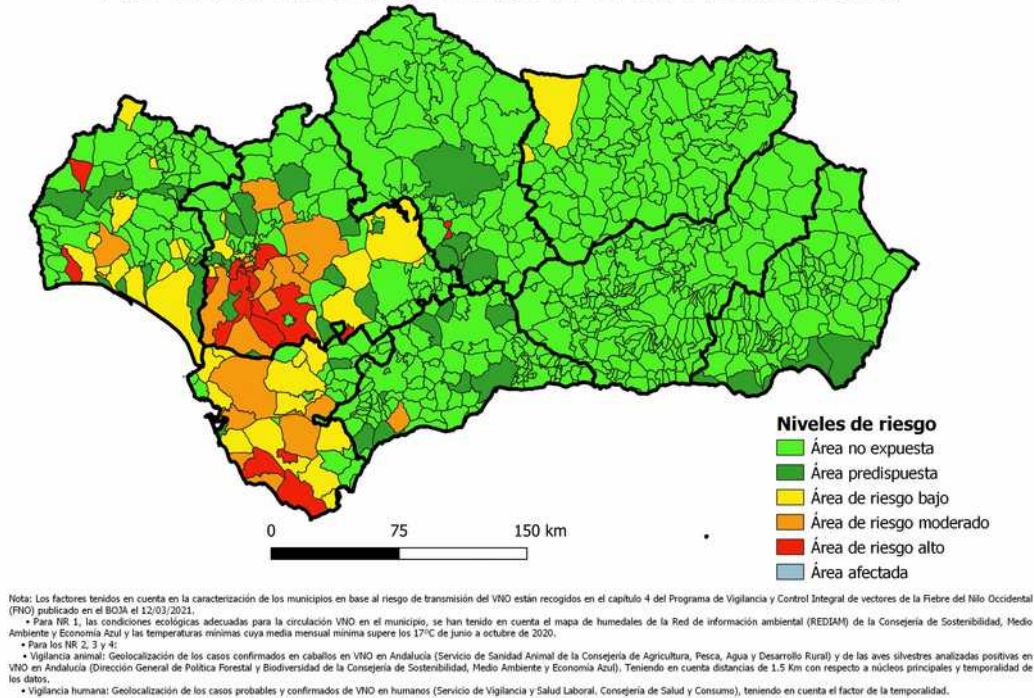 Niveles de riesgo
Área no expuesta
Área predispuesta
Área de riesgo bajo
Área de riesgo moderado
Área de riesgo alto
Área afectada
0 75 150 km
Nota: Los factores tenidos en cuenta en la caracterización de los municipios en base al riesgo de transmisión del VNO están recogidos en el capítulo 4 del Programa de Vigilancia y Control Integral de vectores de la Fiebre del Nilo Occidental
(FNO) publicado en el BOJA el 12/03/2021.
• Para NR 1, las condiciones ecológicas adecuadas para la circulación VNO en el municipio, se han tenido en cuenta el mapa de humedales de la Red de información ambiental (REDIAM) de la Consejería de Sostenibilidad, Medio
Ambiente y Economía Azul y las temperaturas mínimas cuya media mensual mínima supere los 17ºC de junio a octubre de 2020.
• Para los NR 2, 3 y 4:
• Vigilancia animal: Geolocalización de los casos confirmados en caballos en VNO en Andalucía (Servicio de Sanidad Animal de la Consejería de Agricultura, Pesca, Agua y Desarrollo Rural) y de las aves silvestres analizadas positivas en
VNO en Andalucía (Dirección General de Política Forestal y Biodiversidad de la Consejería de Sostenibilidad, Medio Ambiente y Economía Azul). Teniendo en cuenta distancias de 1.5 Km con respecto a núcleos principales y temporalidad de
los datos.
• Vigilancia humana: Geolocalización de los casos probables y confirmados de VNO en humanos (Servicio de Vigilancia y Salud Laboral. Consejería de Salud y Consumo), teniendo en cuenta el factor de la temporalidad.